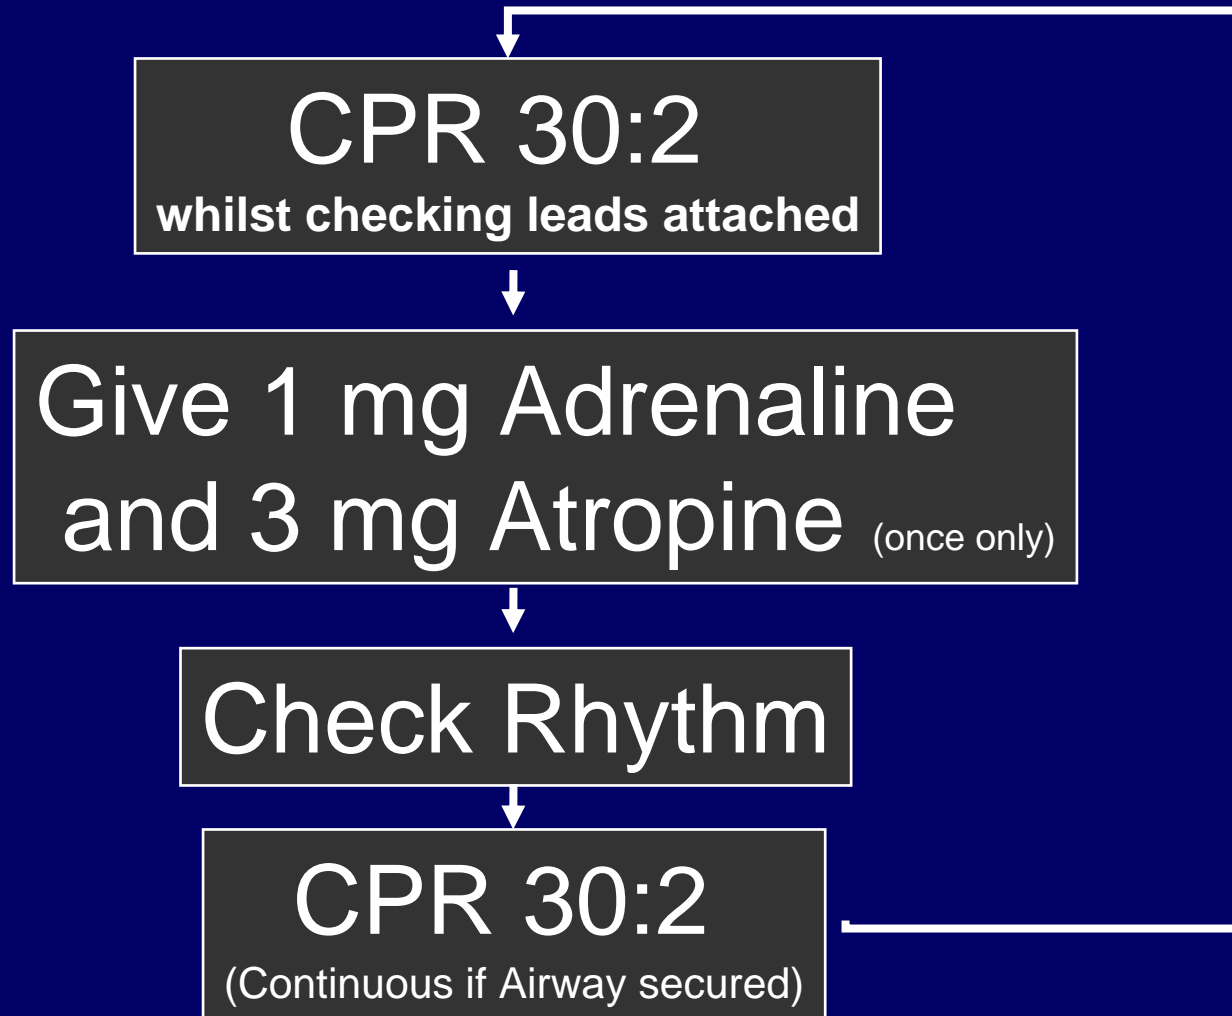 CPR 30:2
whilst checking leads attached
Give 1 mg Adrenaline
and 3 mg Atropine (once only)
Check Rhythm
CPR 30:2
(Continuous if Airway secured)